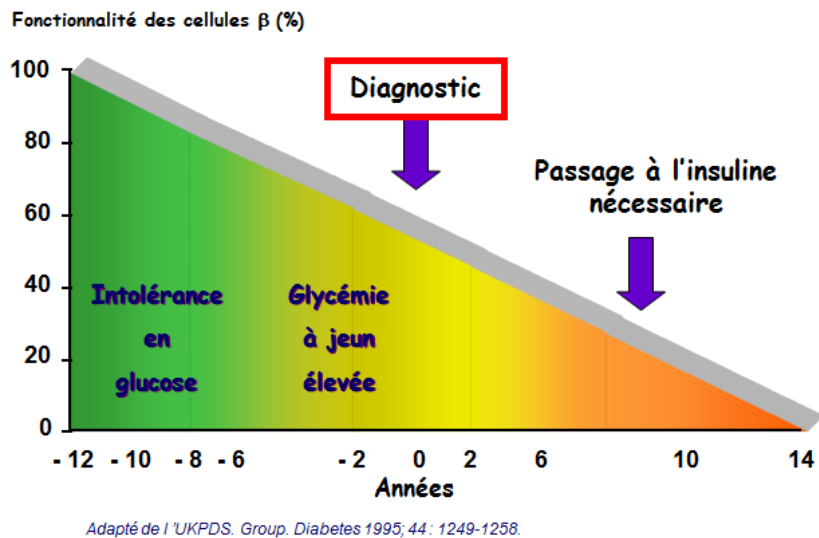 Fonctionnalité des cellules β (%)
100
80
60
40
20
0
Diagnostic
Passage à l'insuline
nécessaire
Intolérance
en
glucose
Glycémie
à jeun
élevée
- 12 - 10 - 8 - 6 - 2 0 2 6 10 14
Années
Adapté de l 'UKPDS. Group. Diabetes 1995; 44 : 1249-1258.